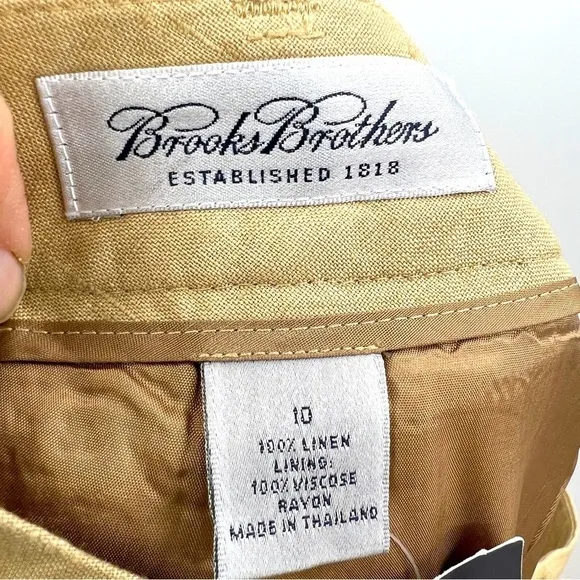 Brooks Brothers
ESTABLISHED 1818
10
100% LINEN
LINING:
100% VISCOSE
RAYON
MADE IN THAILAND